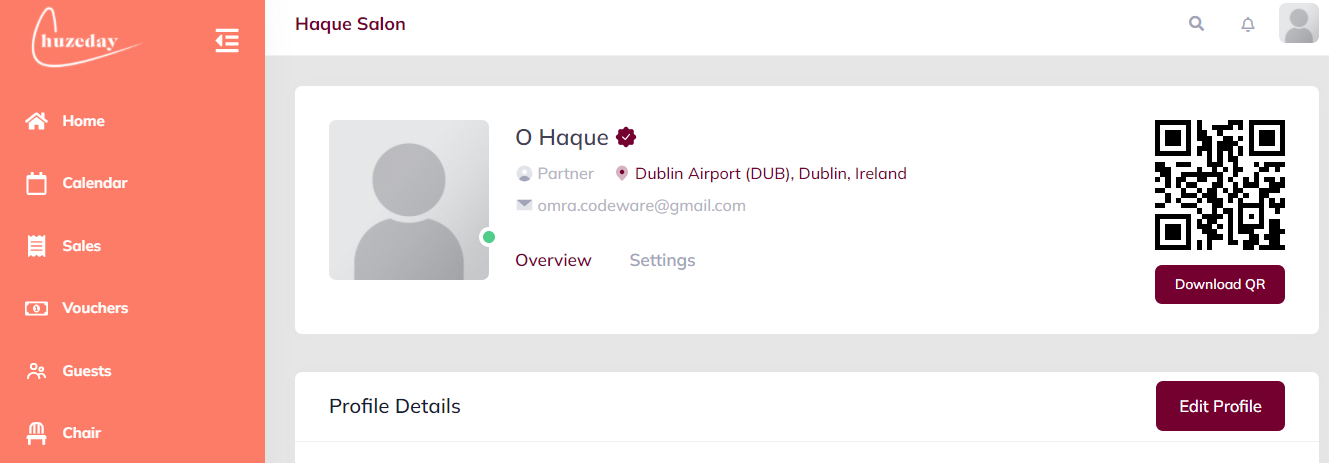 huzeday
Haque Salon
Home
Calendar
Sales
Vouchers
Guests
Chair
O Haque
Partner Dublin Airport (DUB), Dublin, Ireland
omra.codeware@gmail.com
Overview Settings
Download QR
Profile Details
Edit Profile